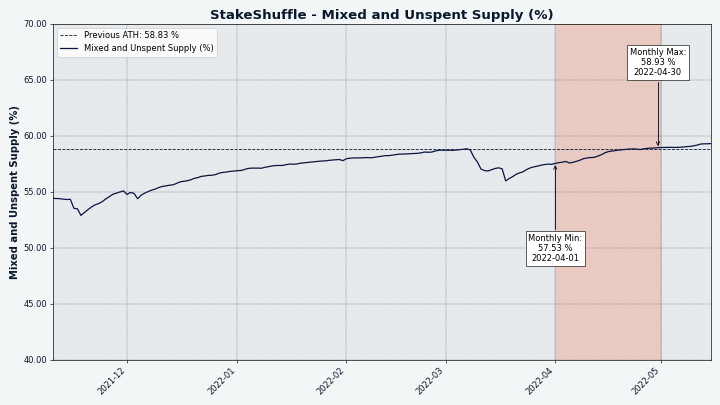 StakeShuffle - Mixed and Unspent Supply (%)
Previous ATH: 58.83 %
Mixed and Unspent Supply (%)
Mixed and Unspent Supply (%)
70.00
65.00
60.00
55.00
50.00
45.00
40.00
Monthly Max:
58.93 %
2022-04-30
Monthly Min:
57.53 %
2022-04-01
2021-12
2022-01
2022-02
2022-03
2022-04
2022-05